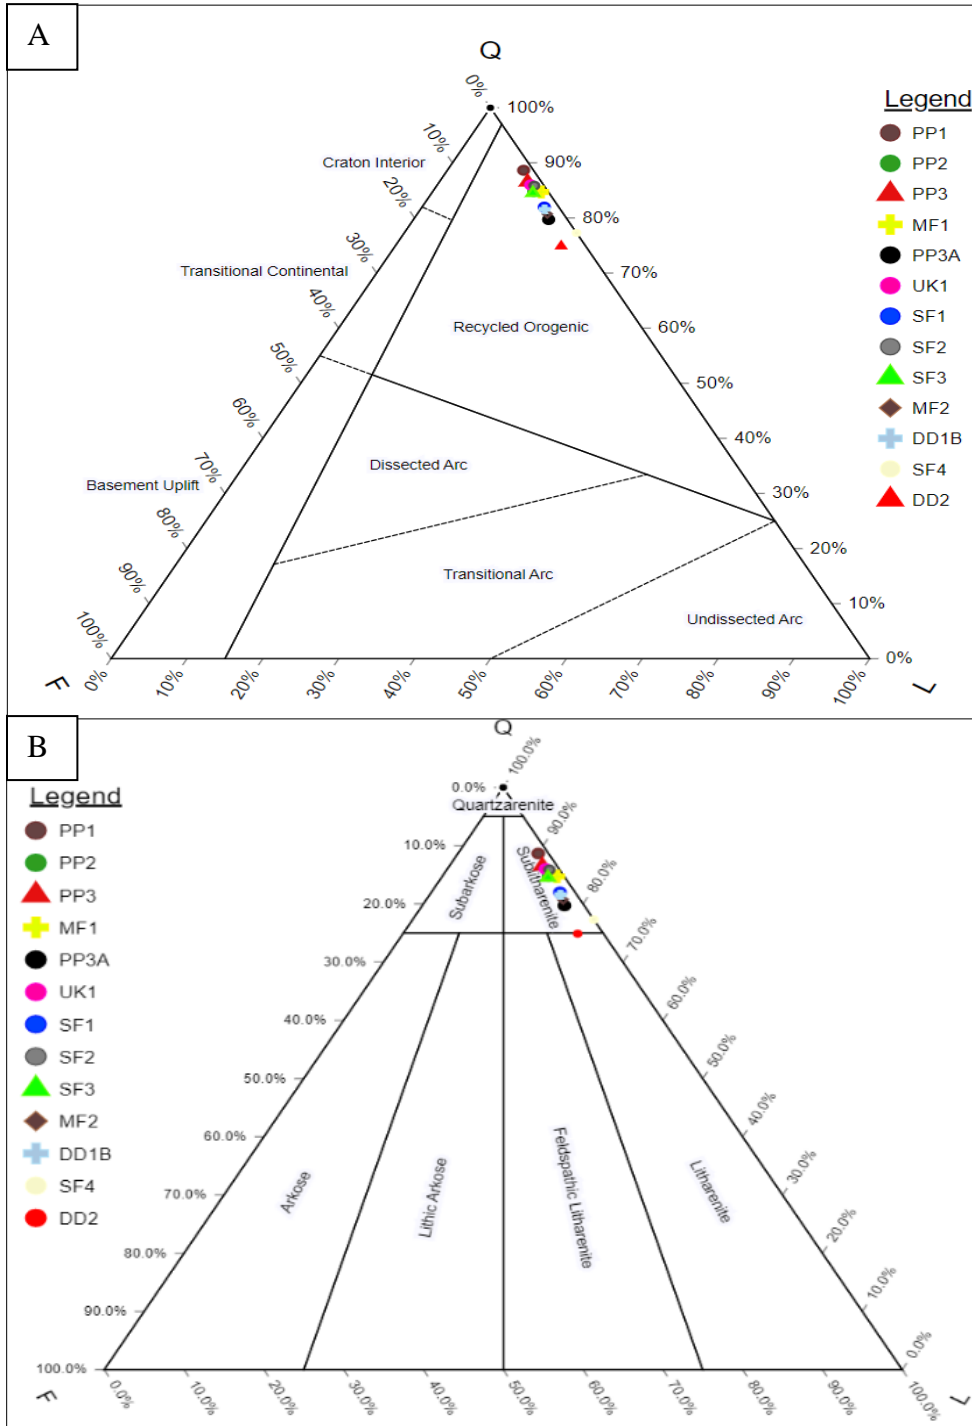 A
Q
0%
100%
Legend
10%
90%
Craton Interior
20%
80%
30%
Transitional Continental
70%
40%
Recycled Orogenic
60%
50%
50%
60%
40%
Dissected Arc
70%
30%
Basement Uplift
80%
20%
Transitional Arc
90%
10%
Undissected Arc
100%
0%
F
0%
10%
20%
30%
40%
50%
60%
70%
80%
90%
100%
L
PP1
PP2
PP3
MF1
PP3A
UK1
SF1
SF2
SF3
MF2
DD1B
SF4
DD2
B
Q
Legend
PP1
PP2
PP3
MF1
PP3A
UK1
SF1
SF2
SF3
MF2
DD1B
SF4
DD2
0.0%
100.0%
Quartzarenite
10.0%
90.0%
Subarkose
Sublitharenite
20.0%
80.0%
30.0%
70.0%
40.0%
60.0%
50.0%
50.0%
60.0%
40.0%
Arkose
Lithic Arkose
Feldspathic Litharenite
Litharenite
70.0%
30.0%
80.0%
20.0%
90.0%
10.0%
100.0%
0.0%
F
0.0%
10.0%
20.0%
30.0%
40.0%
50.0%
60.0%
70.0%
80.0%
90.0%
100.0%
L